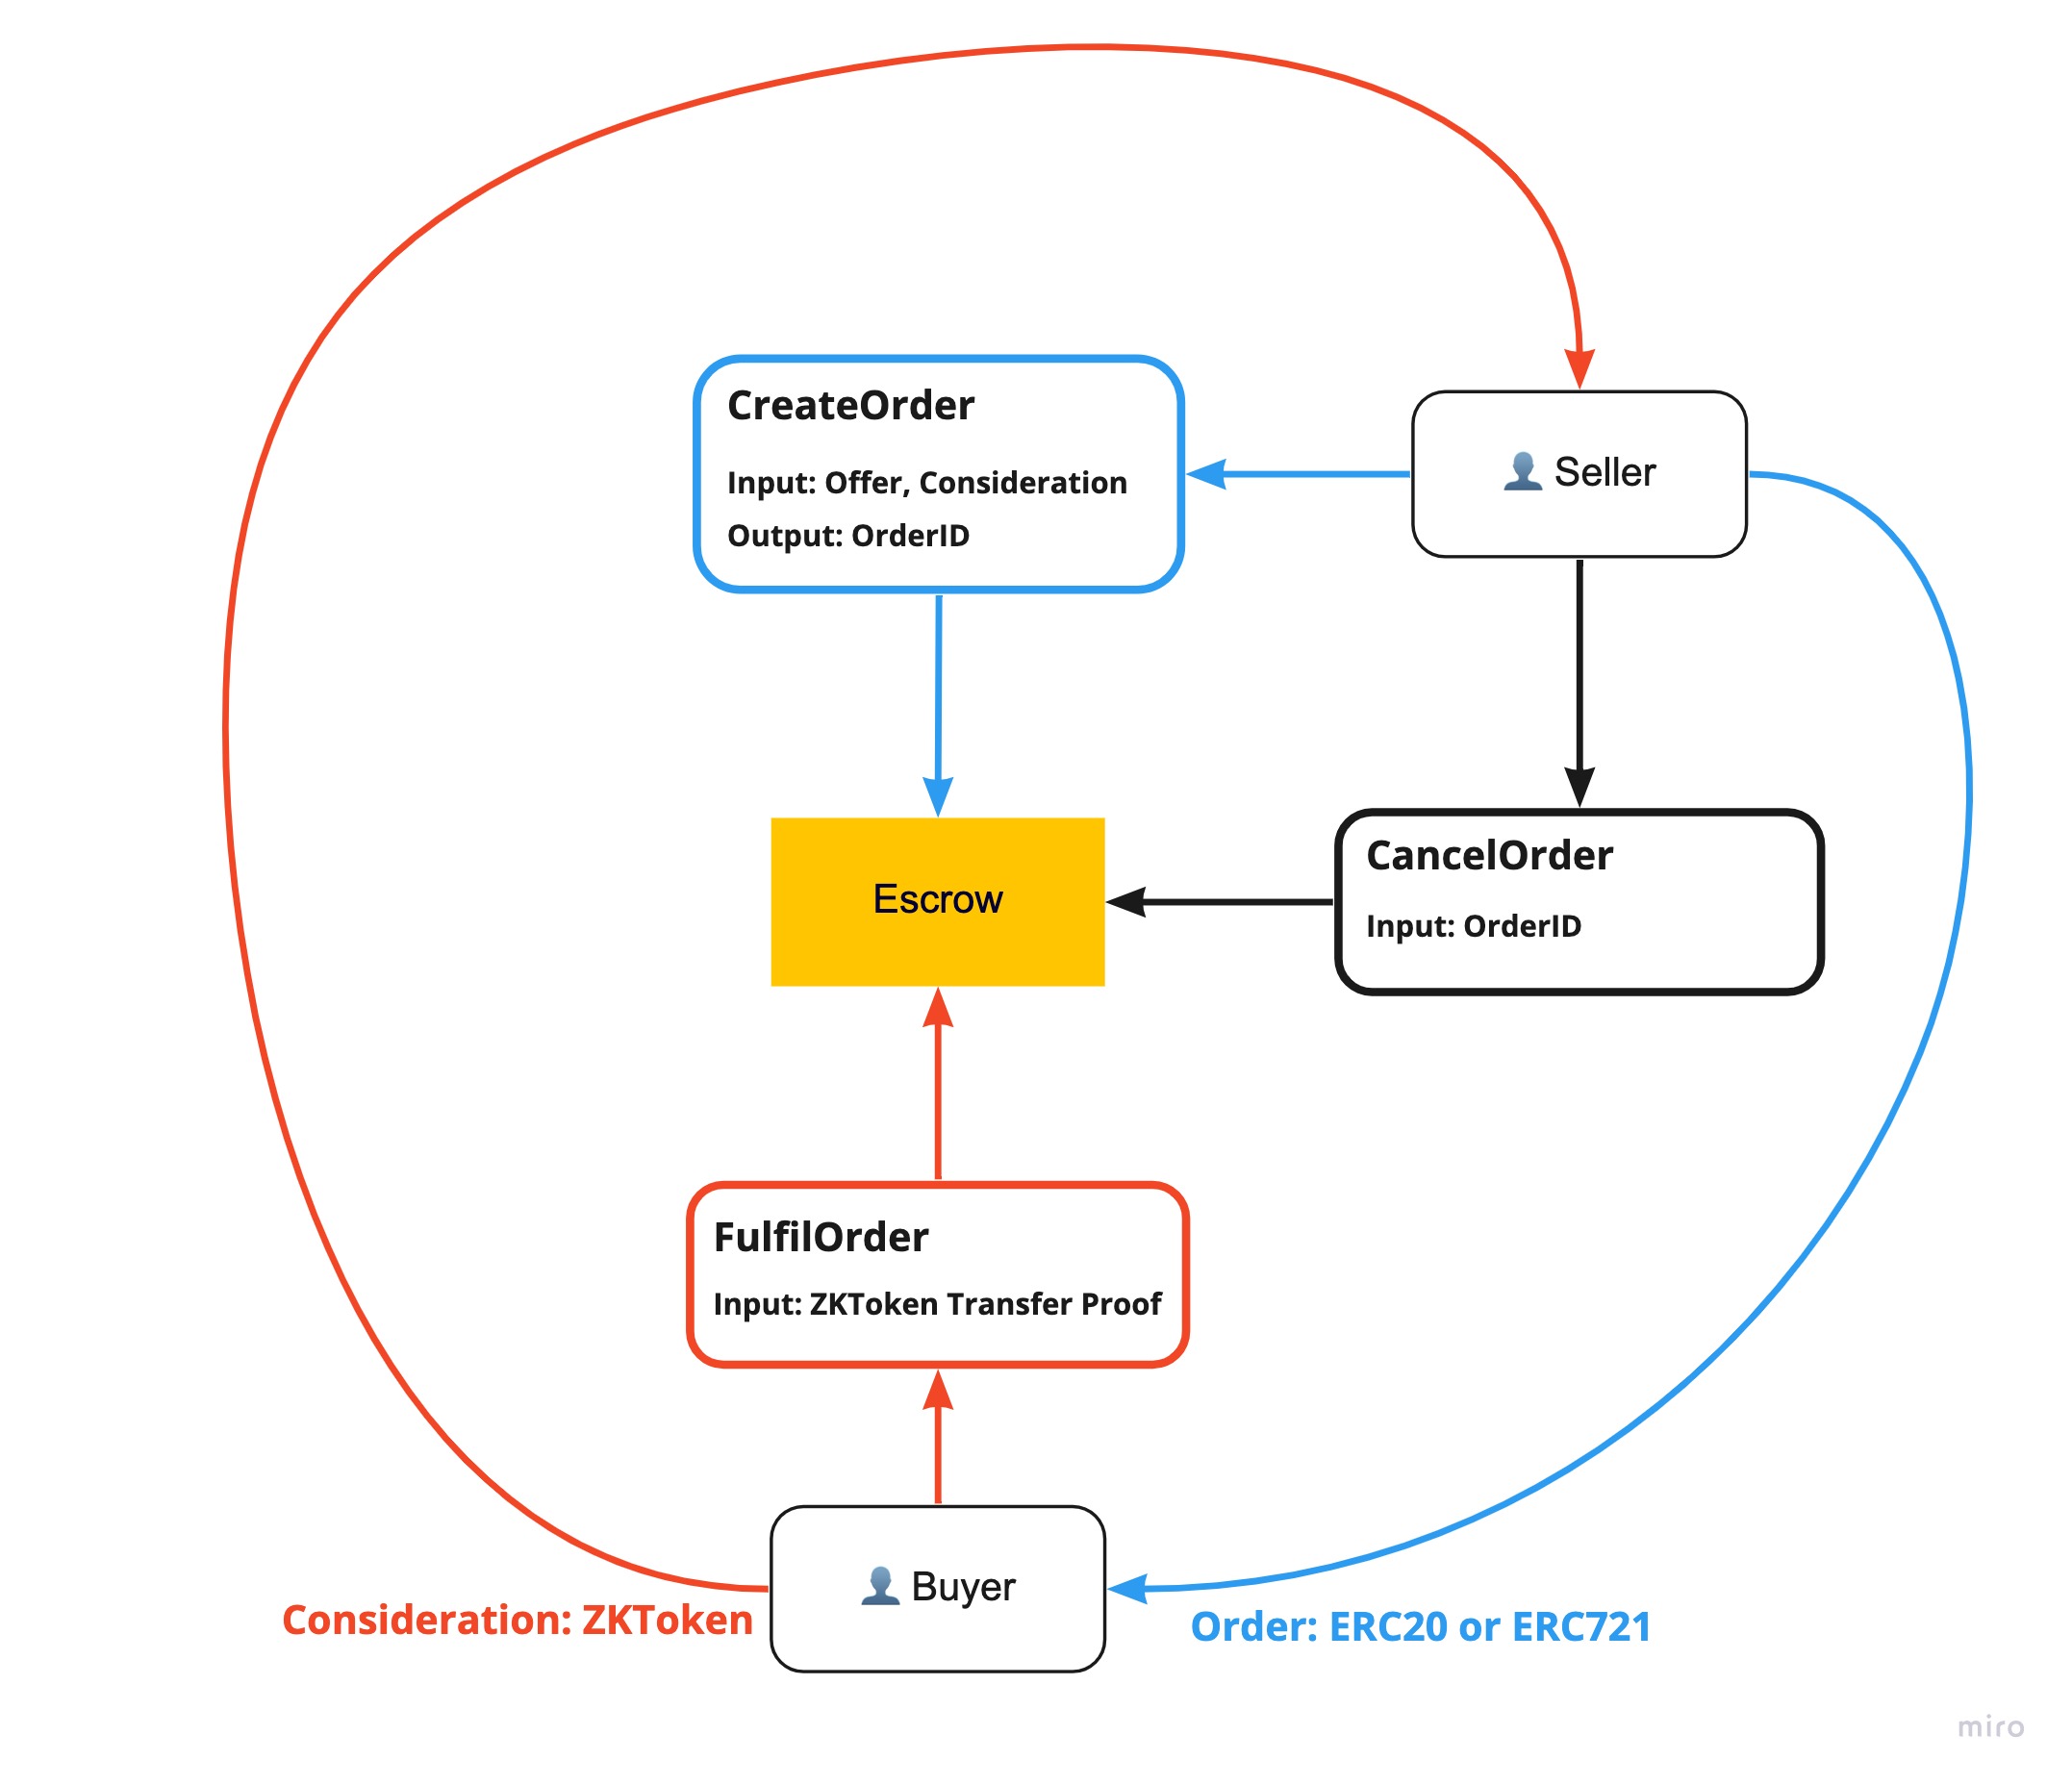 CreateOrder
Input: Offer, Consideration
Output: OrderID
Seller
Escrow
CancelOrder
Input: OrderID
FulfilOrder
Input: ZKToken Transfer Proof
Buyer
Consideration: ZKToken
Order: ERC20 or ERC721
miro